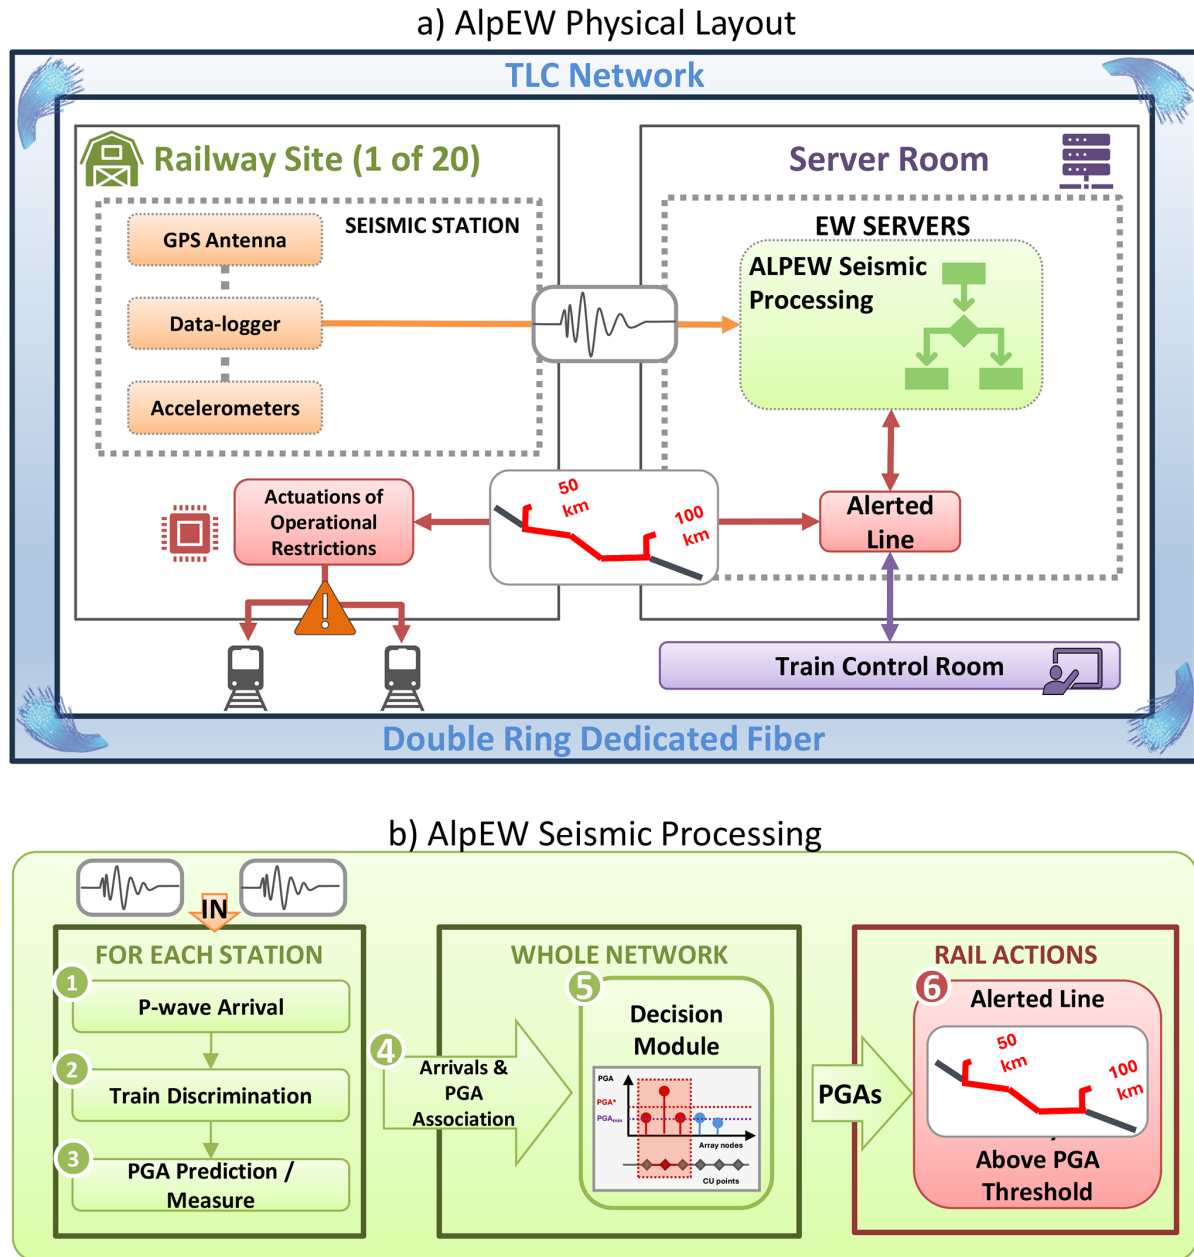 a) AlpEW Physical Layout
TLC Network
Railway Site (1 of 20)
SEISMIC STATION
GPS Antenna
Data-logger
Accelerometers
Server Room
EW SERVERS
ALPEW Seismic
Processing
Actuations of
Operational
Restrictions
50
km
100
km
Alerted
Line
Train Control Room
Double Ring Dedicated Fiber
b) AlpEW Seismic Processing
IN
FOR EACH STATION
1
P-wave Arrival
2
Train Discrimination
3
PGA Prediction /
Measure
4
Arrivals &
PGA
Association
WHOLE NETWORK
5
Decision
Module
PGA
PGA*
PGAmin
Array nodes
CU points
PGAs
RAIL ACTIONS
6
Alerted Line
50
km
100
km
Above PGA
Threshold